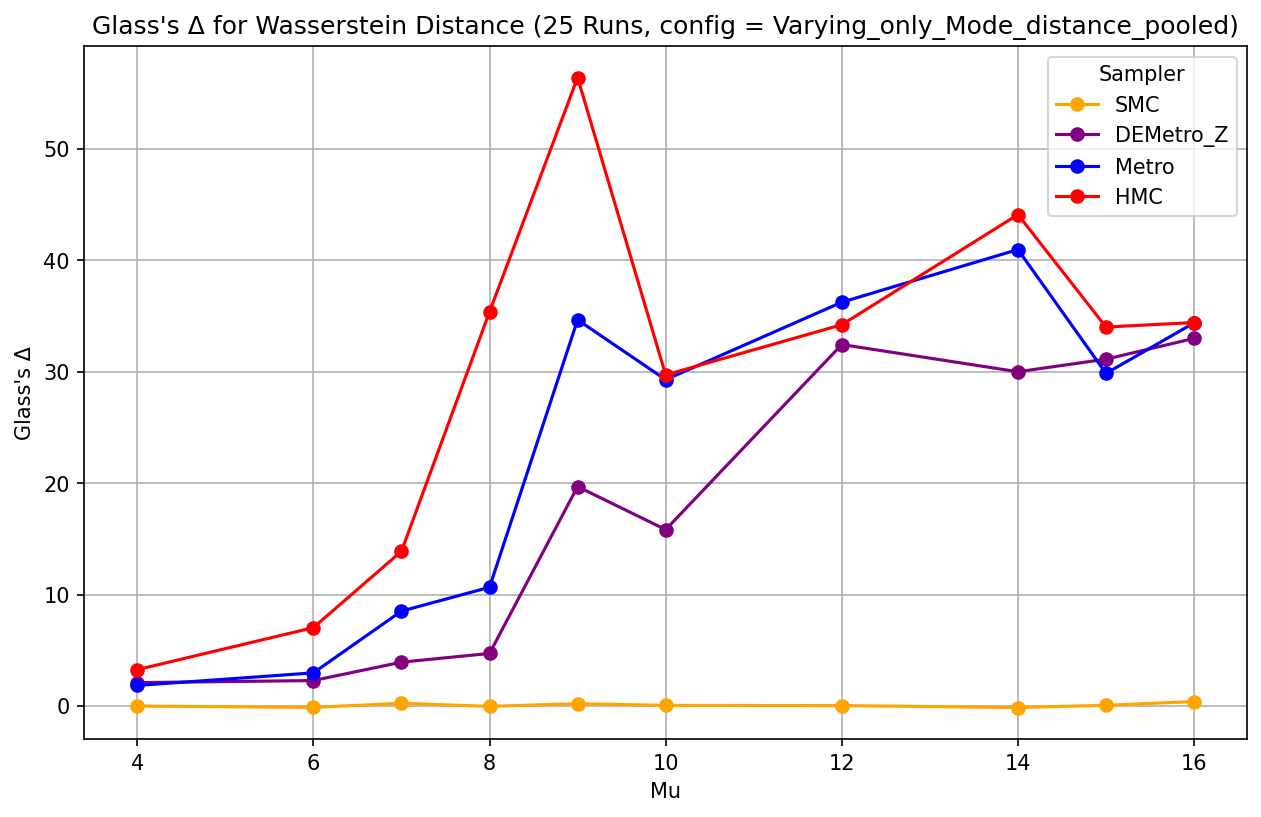 Glass's Δ for Wasserstein Distance (25 Runs, config = Varying_only_Mode_distance_pooled)
Sampler
SMC
DEMetro_Z
Metro
HMC
50
40
30
20
10
0
Glass's Δ
4
6
8
10
12
14
16
Mu